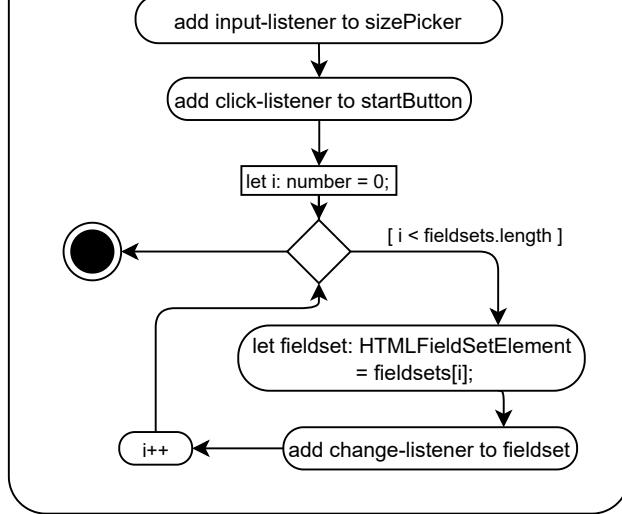 add input-listener to sizePicker
add click-listener to startButton
let i: number = 0;
[ i < fieldsets.length ]
let fieldset: HTMLFieldSetElement
= fieldsets[i];
add change-listener to fieldset
i++